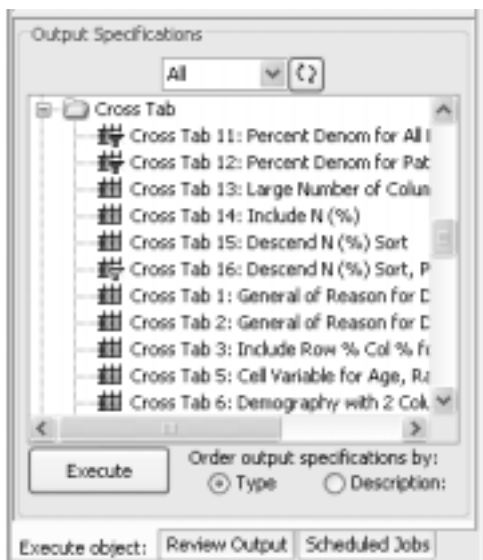 Output Specifications
All
Cross Tab
Cross Tab 11: Percent Denom for All
Cross Tab 12: Percent Denom for Pat
Cross Tab 13: Large Number of Colun
Cross Tab 14: Include N (%)
Cross Tab 15: Descend N (%) Sort
Cross Tab 16: Descend N (%) Sort, P
Cross Tab 1: General of Reason for D
Cross Tab 2: General of Reason for D
Cross Tab 3: Include Row % Col % fo
Cross Tab 5: Cell Variable for Age, Ra
Cross Tab 6: Demography with 2 Colu
Execute
Order output specifications by:
Type
Description:
Execute object:
Review Output
Scheduled Jobs